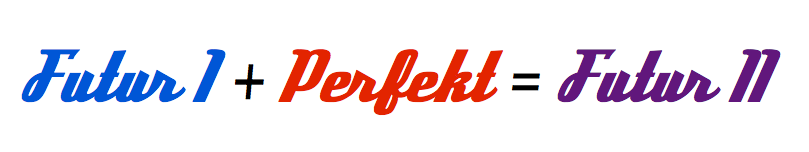 Futur I + Perfekt = Futur II